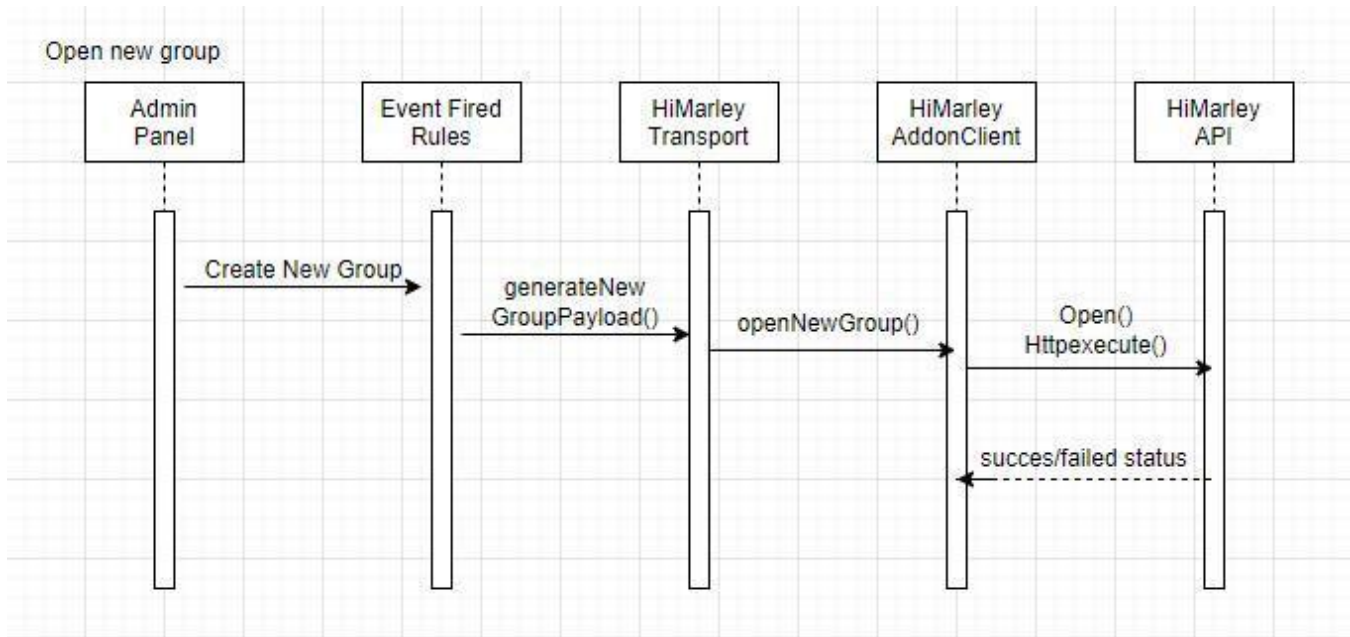 Open new group
Admin
Panel
Event Fired
Rules
HiMarley
Transport
HiMarley
AddonClient
HiMarley
API
Create New Group
generateNew
GroupPayload()
openNewGroup()
Open()
Httpexecute()
succes/failed status